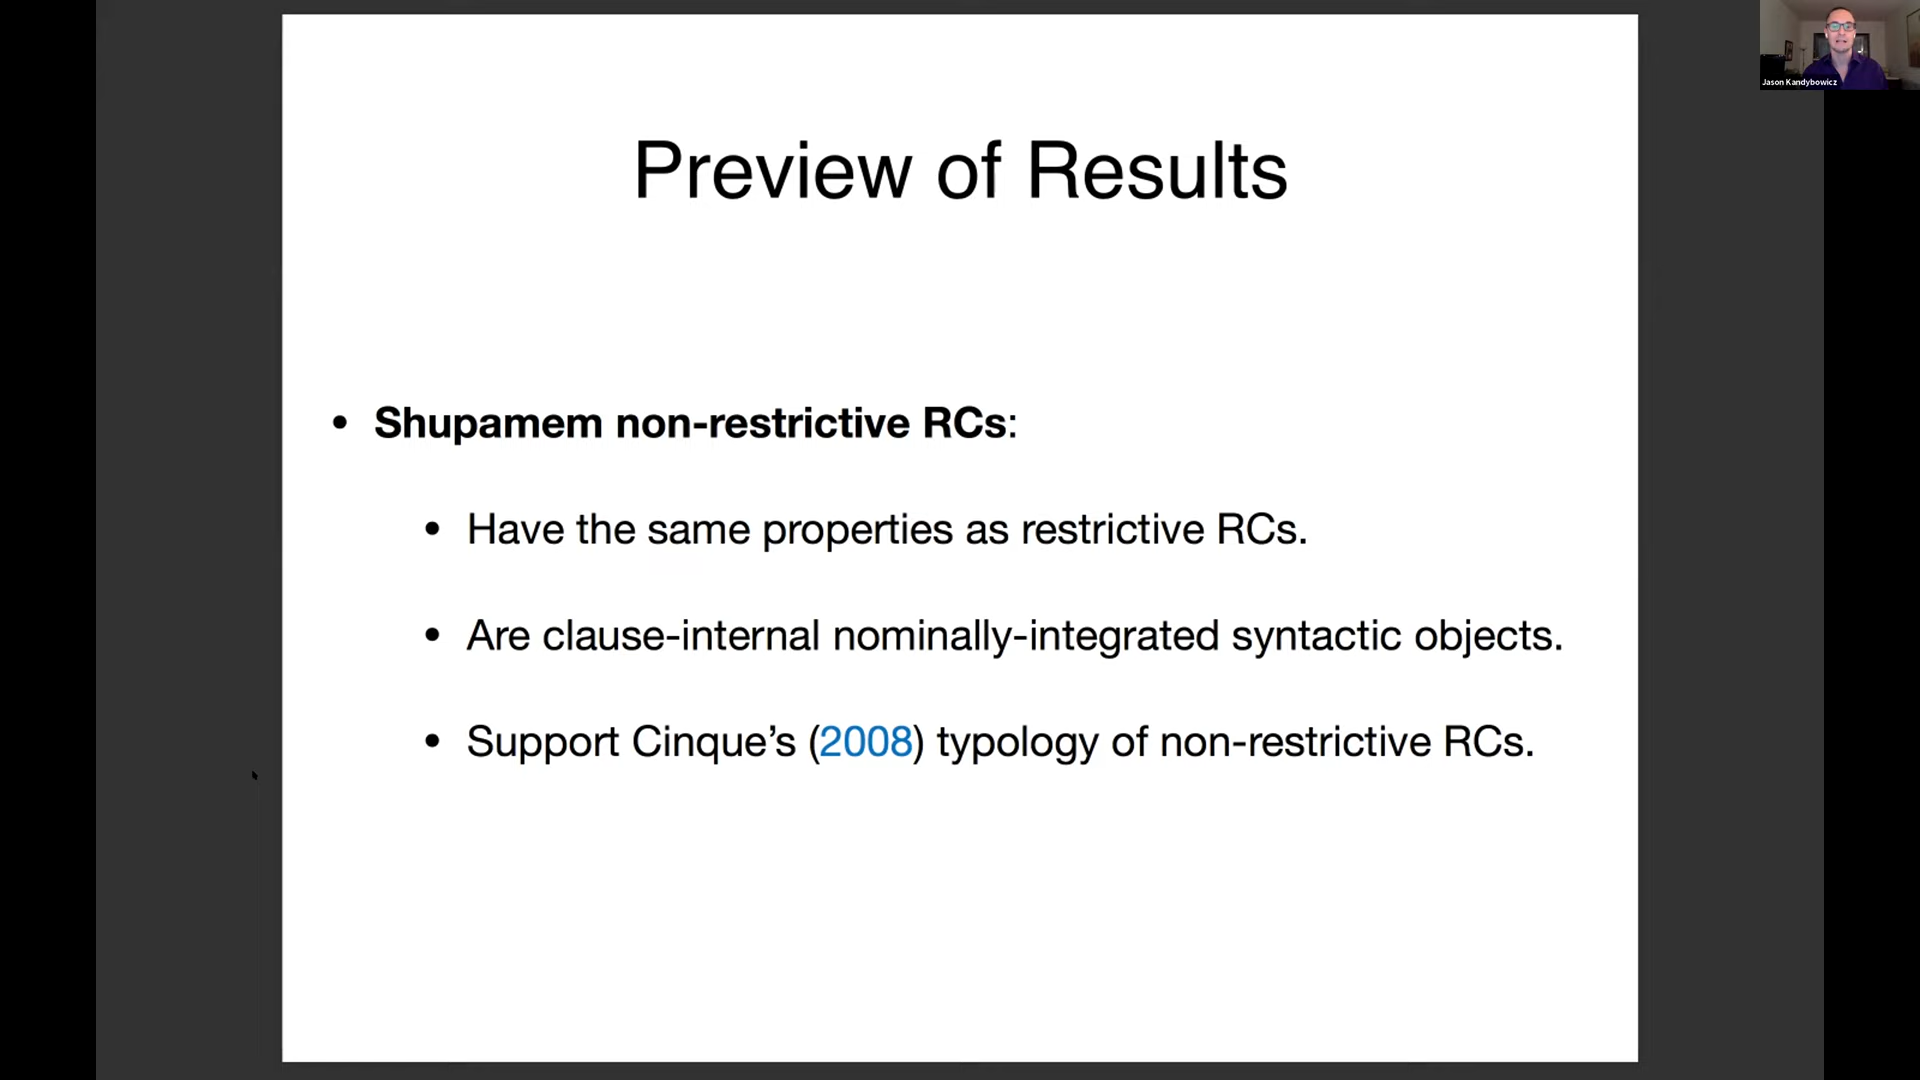 Jason Kandybowicz
Preview of Results
• Shupamem non-restrictive RCs:
• Have the same properties as restrictive RCs.
• Are clause-internal nominally-integrated syntactic objects.
• Support Cinque’s (2008) typology of non-restrictive RCs.